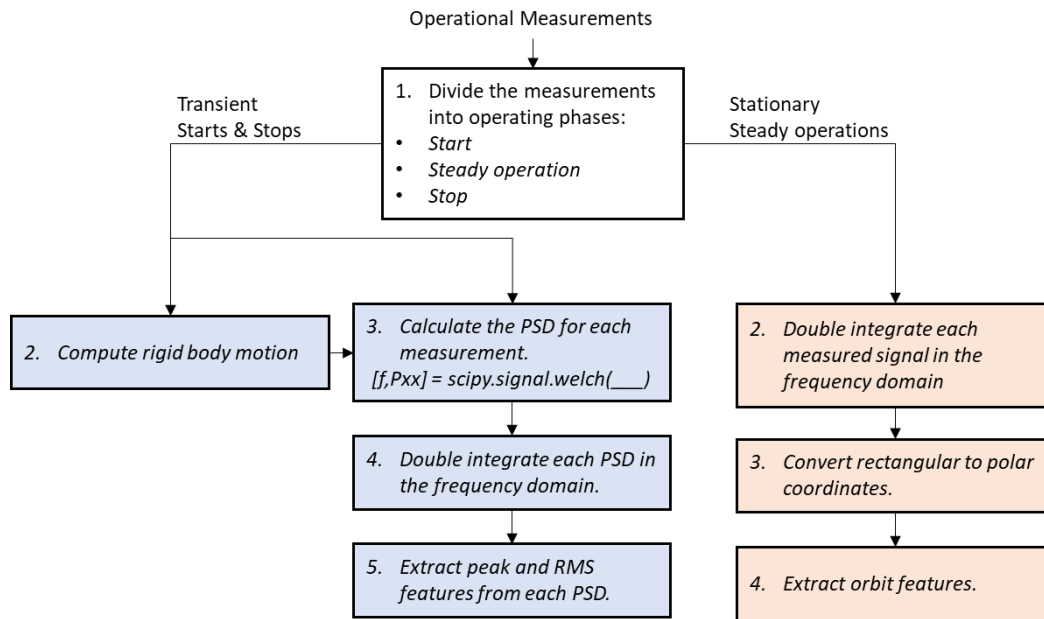 Operational Measurements
Transient
Starts & Stops
1. Divide the measurements
into operating phases:
• Start
• Steady operation
• Stop
Stationary
Steady operations
2. Compute rigid body motion
3. Calculate the PSD for each
measurement.
[f,Pxx] = scipy.signal.welch(___)
4. Double integrate each PSD in
the frequency domain.
5. Extract peak and RMS
features from each PSD.
2. Double integrate each
measured signal in the
frequency domain
3. Convert rectangular to polar
coordinates.
4. Extract orbit features.